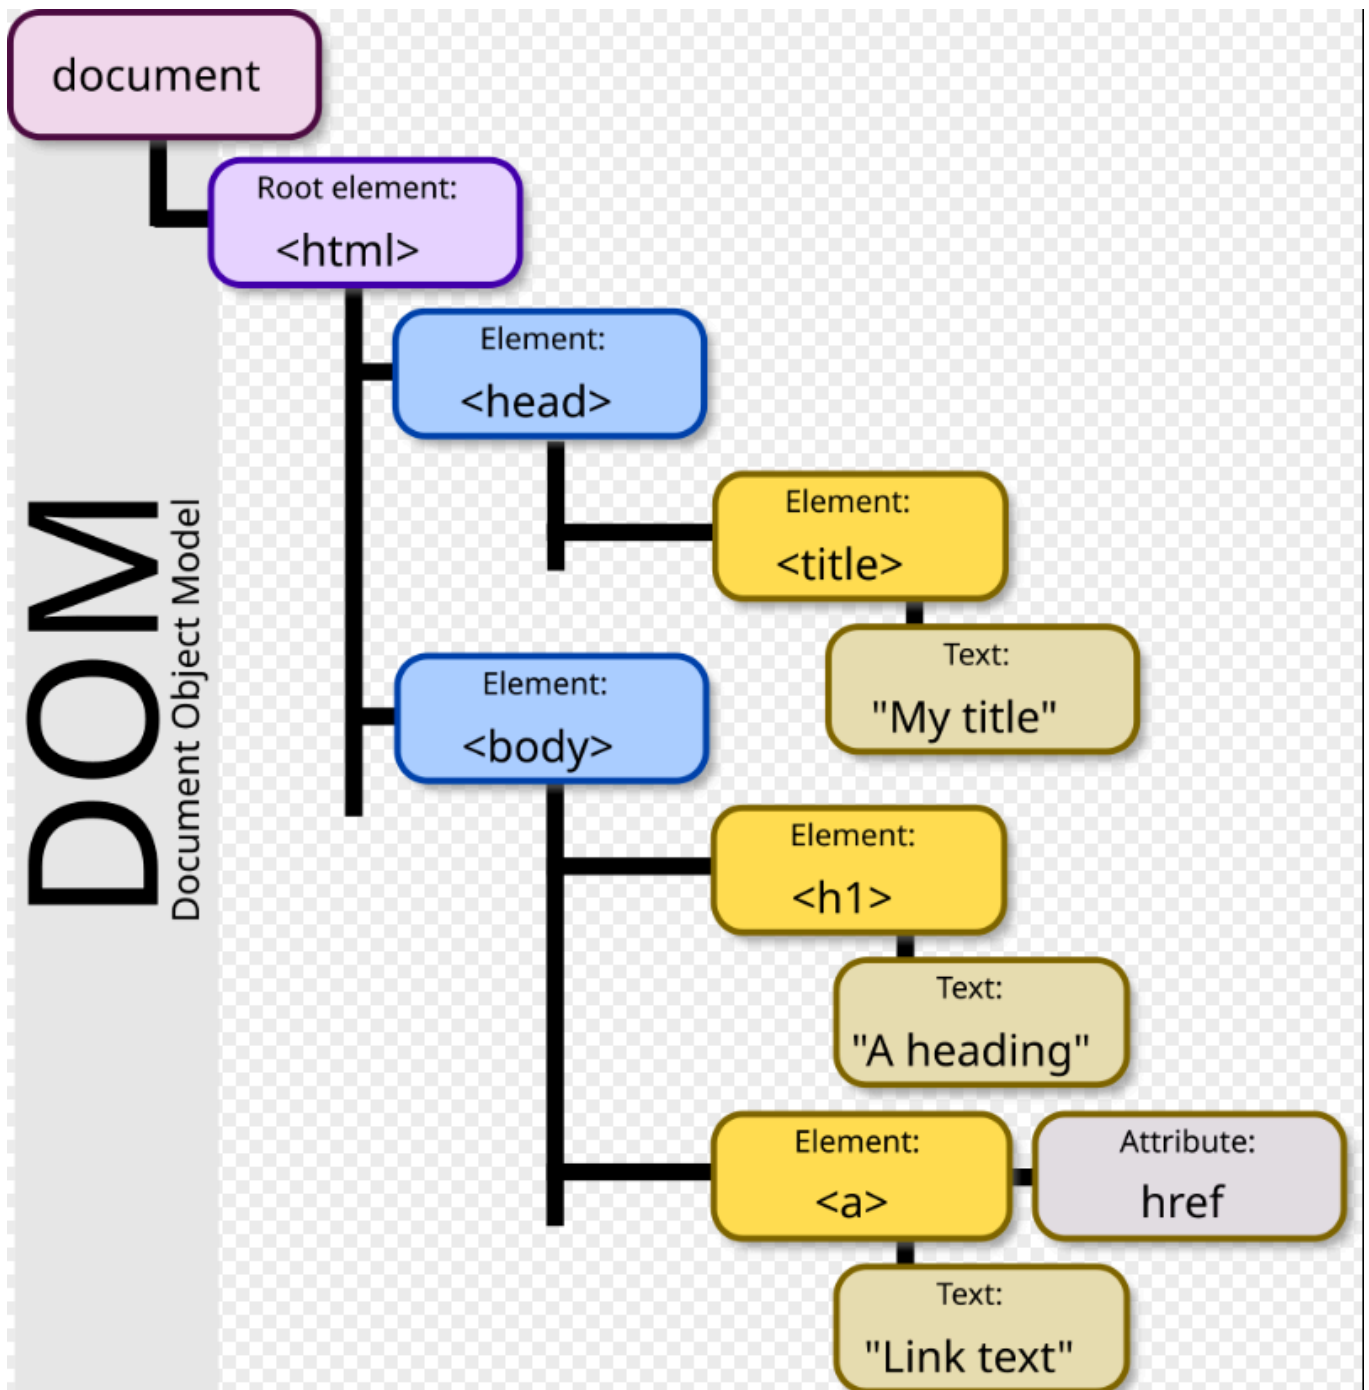 document
Root element:
<html>
Element:
<head>
Element:
<title>
Text:
"My title"
Element:
<body>
Element:
<h1>
Text:
"A heading"
Element:
<a>
Attribute:
href
Text:
"Link text"
DOM
Document Object Model